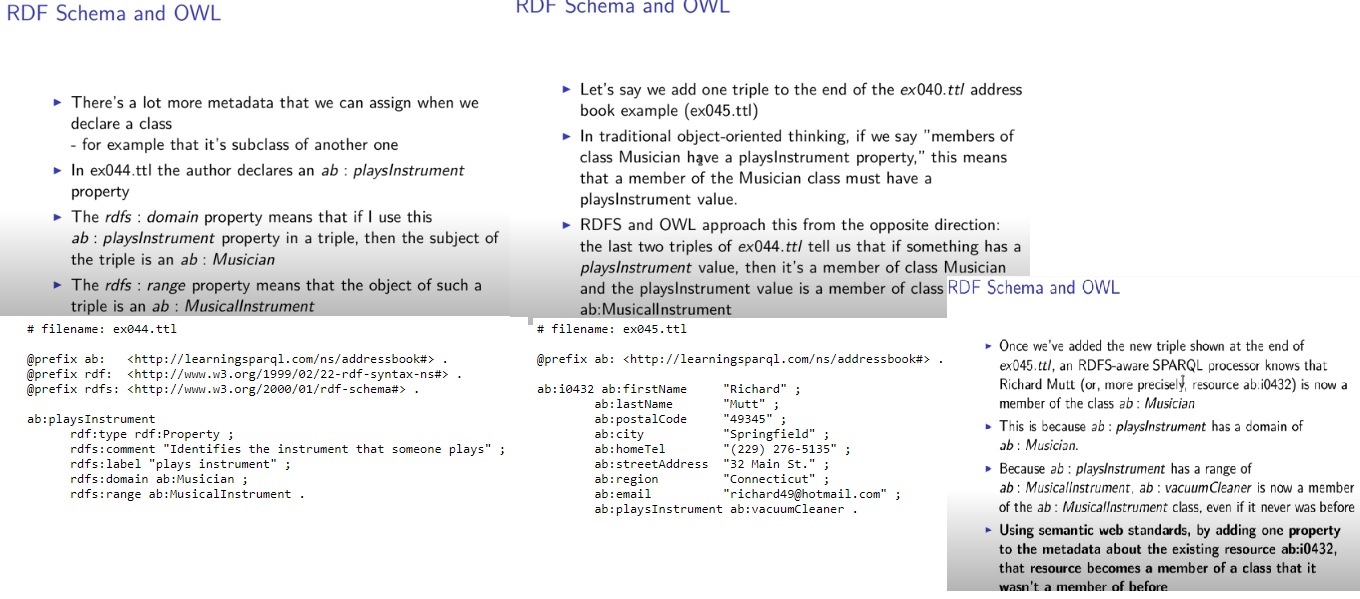 RDF Schema and OWL
► There's a lot more metadata that we can assign when we
declare a class
- for example that it's subclass of another one
► In ex044.ttl the author declares an ab : playsInstrument
property
► The rdfs : domain property means that if I use this
ab : playsInstrument property in a triple, then the subject of
the triple is an ab : Musician
► The rdfs : range property means that the object of such a
triple is an ab : MusicalInstrument
# filename: ex044.ttl
@prefix ab:   <http://learningsparql.com/ns/addressbook#> .
@prefix rdf:  <http://www.w3.org/1999/02/22-rdf-syntax-ns#> .
@prefix rdfs: <http://www.w3.org/2000/01/rdf-schema#> .
ab:playsInstrument
rdf:type rdf:Property ;
rdfs:comment "Identifies the instrument that someone plays" ;
rdfs:label "plays instrument" ;
rdfs:domain ab:Musician ;
rdfs:range ab:MusicalInstrument .
RDF Schema and OWL
► Let's say we add one triple to the end of the ex040.ttl address
book example (ex045.ttl)
► In traditional object-oriented thinking, if we say "members of
class Musician have a playsInstrument property," this means
that a member of the Musician class must have a
playsInstrument value.
► RDFS and OWL approach this from the opposite direction:
the last two triples of ex044.ttl tell us that if something has a
playsInstrument value, then it's a member of class Musician
and the playsInstrument value is a member of class
ab:MusicalInstrument
# filename: ex045.ttl
@prefix ab: <http://learningsparql.com/ns/addressbook#> .
ab:i0432 ab:firstName     "Richard" ;
ab:lastName      "Mutt" ;
ab:postalCode    "49345" ;
ab:city          "Springfield" ;
ab:homeTel       "(229) 276-5135" ;
ab:streetAddress "32 Main St." ;
ab:region        "Connecticut" ;
ab:email         "richard49@hotmail.com" ;
ab:playsInstrument ab:vacuumCleaner .
RDF Schema and OWL
► Once we've added the new triple shown at the end of
ex045.ttl, an RDFS-aware SPARQL processor knows that
Richard Mutt (or, more precisely, resource ab:i0432) is now a
member of the class ab : Musician
► This is because ab : playsInstrument has a domain of
ab : Musician.
► Because ab : playsInstrument has a range of
ab : MusicalInstrument, ab : vacuumCleaner is now a member
of the ab : MusicalInstrument class, even if it never was before
► Using semantic web standards, by adding one property
to the metadata about the existing resource ab:i0432,
that resource becomes a member of a class that it
wasn't a member of before